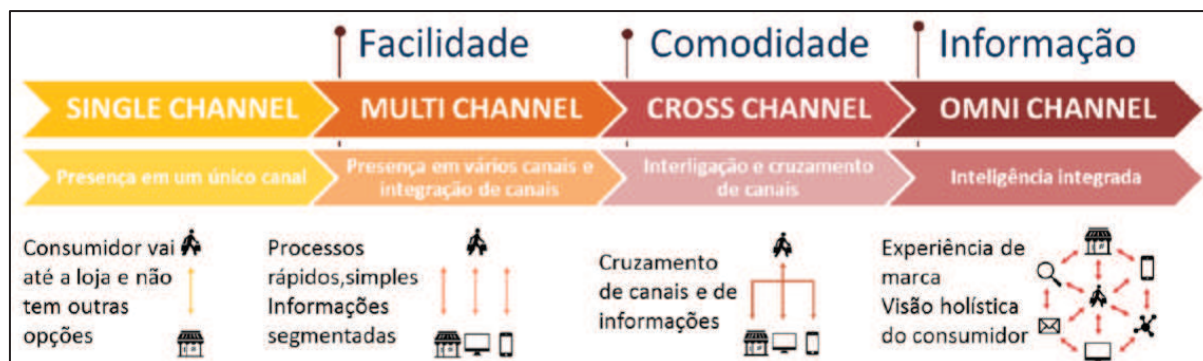 Facilidade
Comodidade
Informação
SINGLE CHANNEL
MULTI CHANNEL
CROSS CHANNEL
OMNI CHANNEL
Presença em um único canal
Presença em vários canais e
integração de canais
Interligação e cruzamento
de canais
Inteligência integrada
Consumidor vai
até a loja e não
tem outras
opções
Processos
rápidos,simples
Informações
segmentadas
Cruzamento
de canais e de
informações
Experiência de
marca
Visão holística
do consumidor